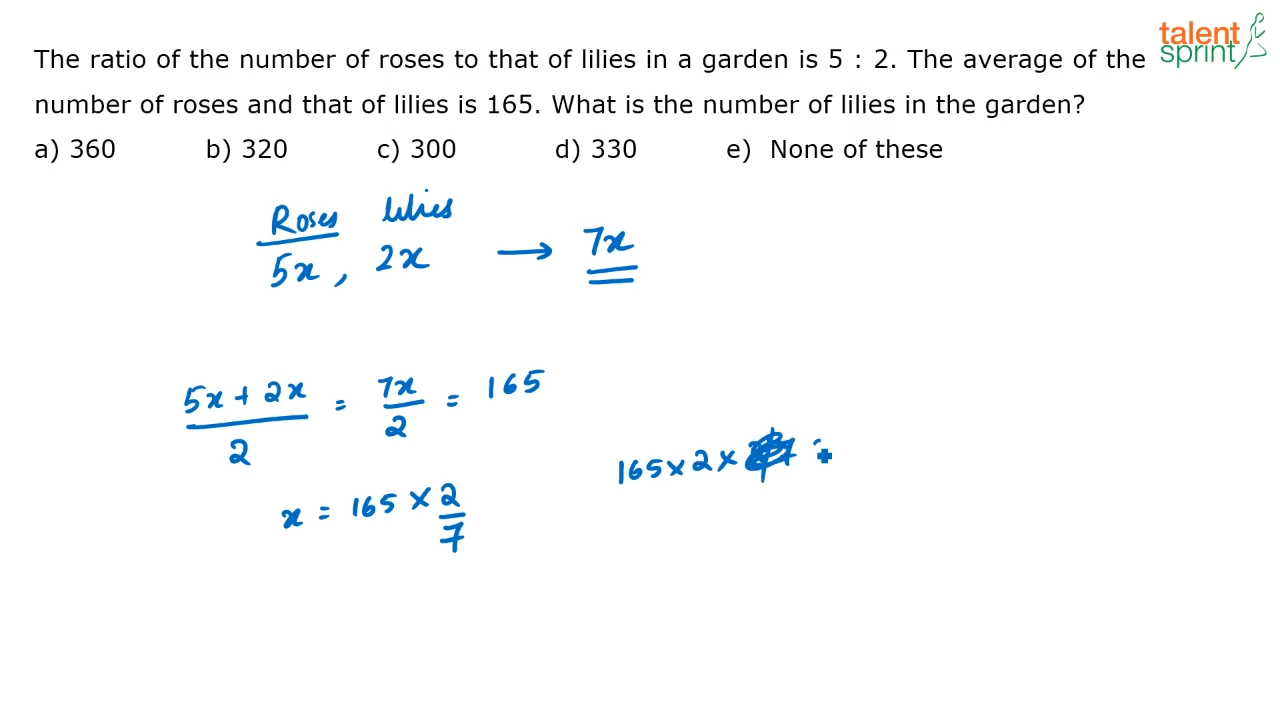 talent
sprint
The ratio of the number of roses to that of lilies in a garden is 5 : 2. The average of the
number of roses and that of lilies is 165. What is the number of lilies in the garden?
a) 360 b) 320 c) 300 d) 330 e) None of these
Roses lilies
5x , 2x → 7x
5x + 2x / 2 = 7x / 2 = 165
165 x 2 x
x = 165 x 2 / 7